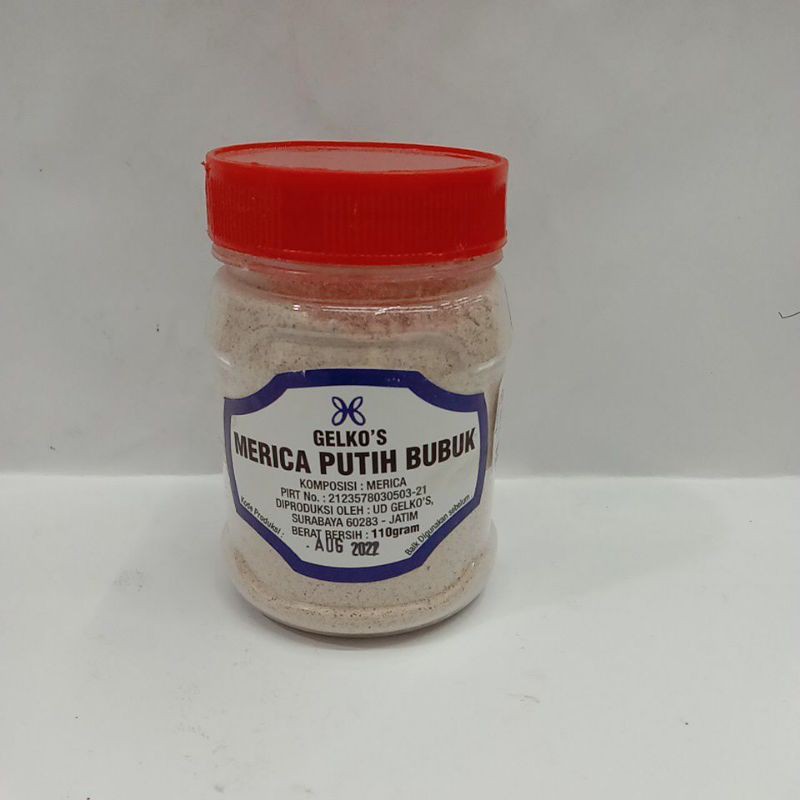 GELKO'S
MERICA PUTIH BUBUK
KOMPOSISI : MERICA
PIRT No. : 2123578030503-21
DIPRODUKSI OLEH : UD GELKO'S,
SURABAYA 60283 - JATIM
BERAT BERSIH : 110gram
Kode Produksi :
AUG 2022
Baik Digunakan sebelum